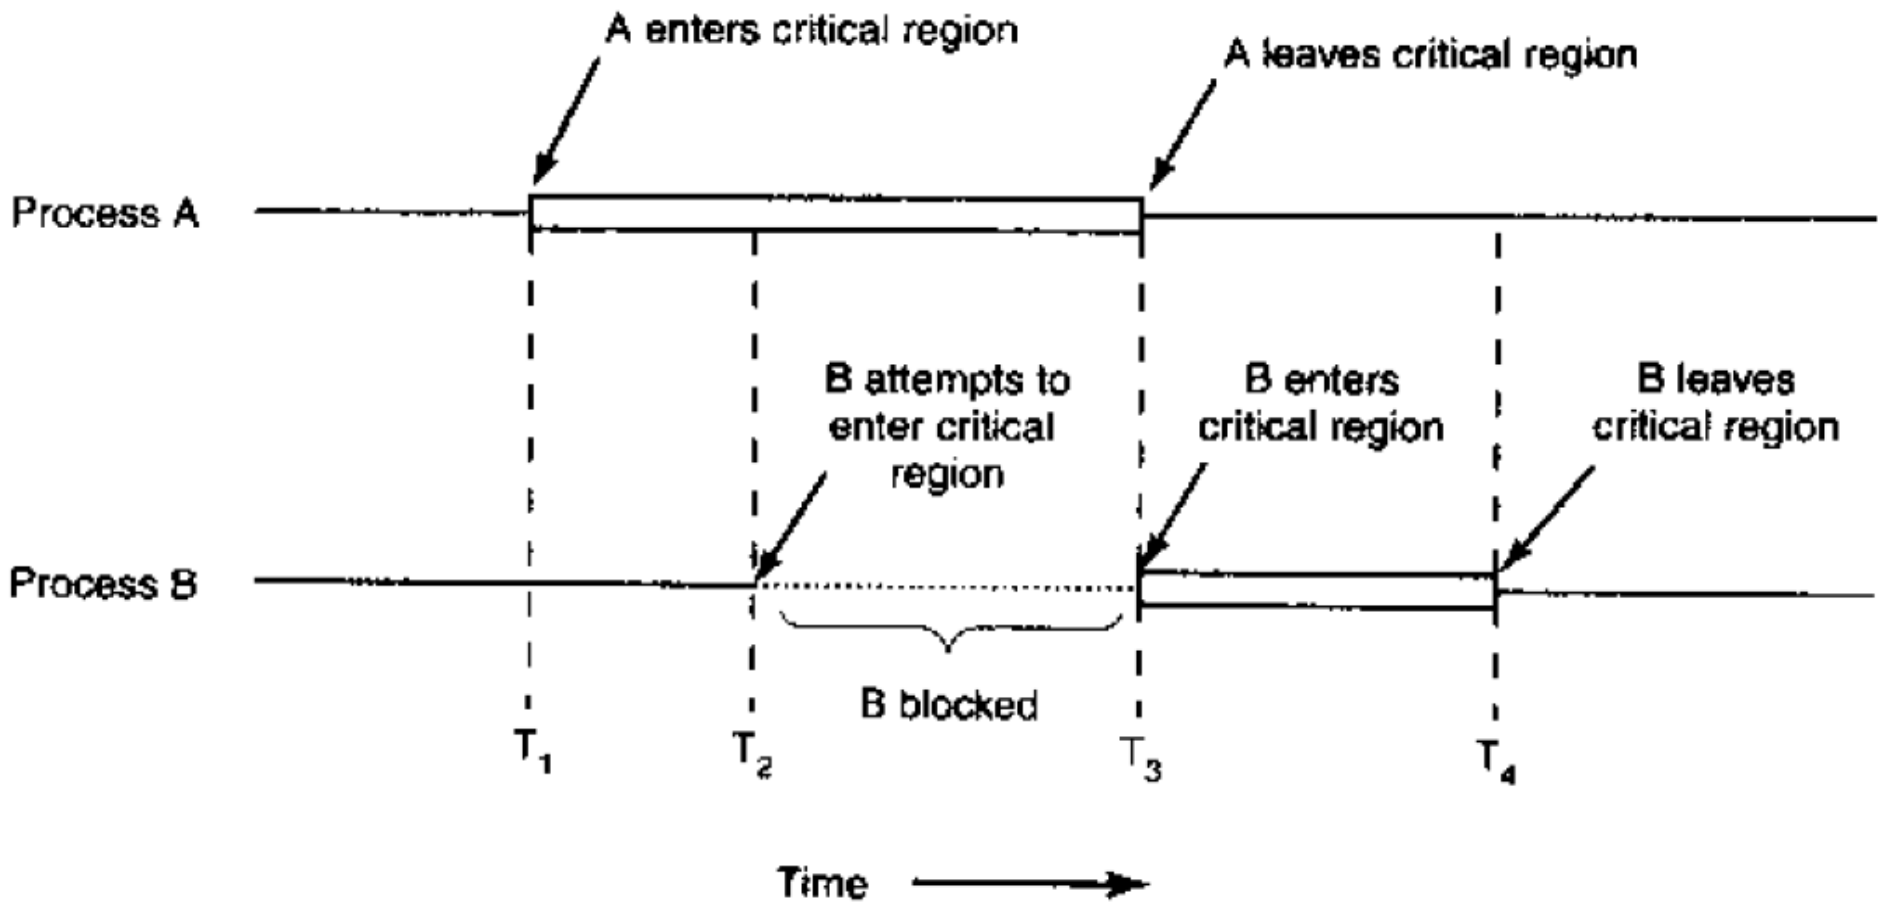 A enters critical region
A leaves critical region
Process A
B attempts to
enter critical
region
B enters
critical region
B leaves
critical region
Process B
B blocked
T1
T2
T3
T4
Time